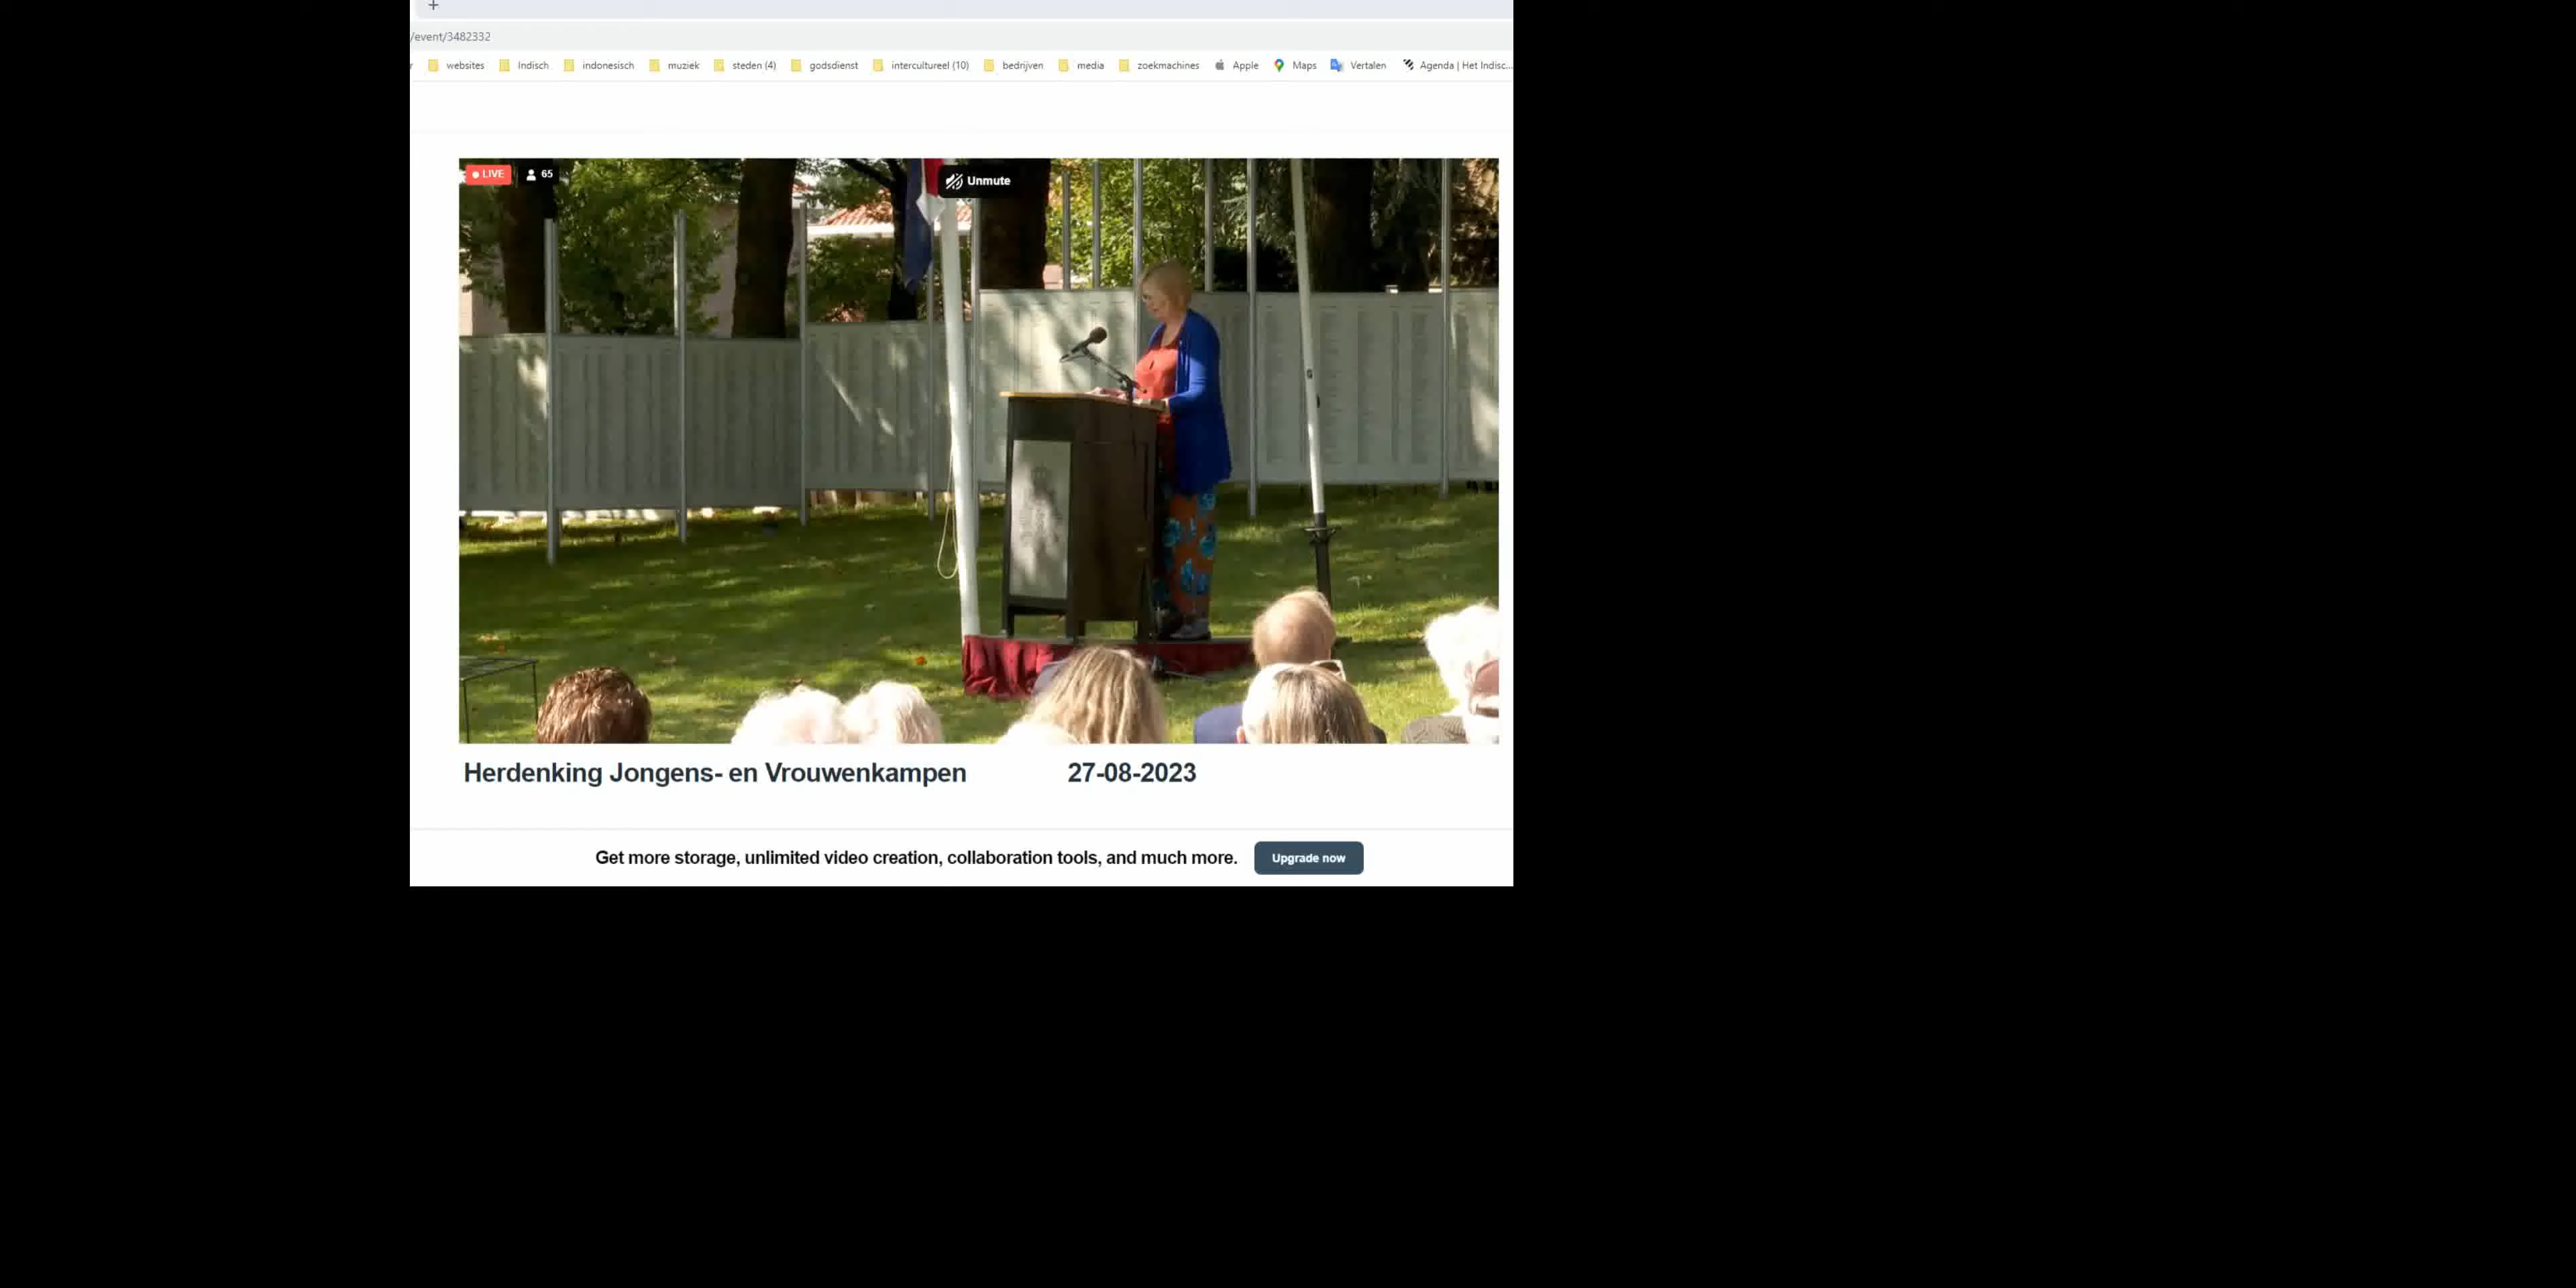 +
/event/3482332
websites Indisch indonesisch muziek steden (4) godsdienst intercultureel (10) bedrijven media zoekmachines Apple Maps Vertalen Agenda | Het Indisc...
LIVE 65 Unmute
Herdenking Jongens- en Vrouwenkampen 27-08-2023
Get more storage, unlimited video creation, collaboration tools, and much more. Upgrade now